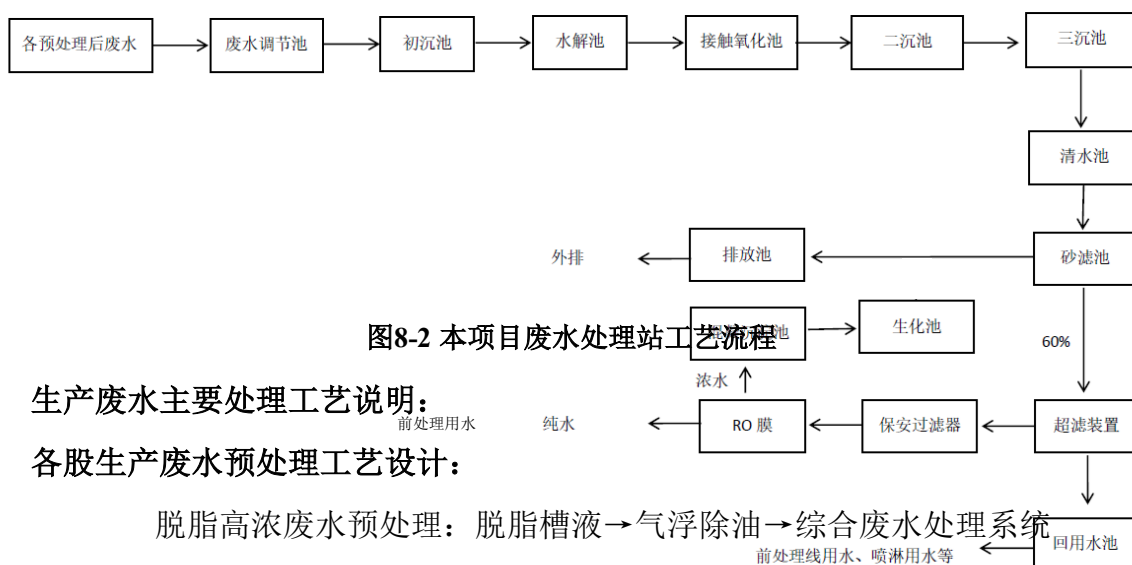 各预处理后废水
废水调节池
初沉池
水解池
接触氧化池
二沉池
三沉池
清水池
外排
排放池
砂滤池
池
生化池
图8-2 本项目废水处理站工艺流程
60%
浓水
生产废水主要处理工艺说明：
前处理用水
纯水
RO 膜
保安过滤器
超滤装置
各股生产废水预处理工艺设计：
脱脂高浓废水预处理：脱脂槽液→气浮除油→综合废水处理系统
回用水池
前处理线用水、喷淋用水等